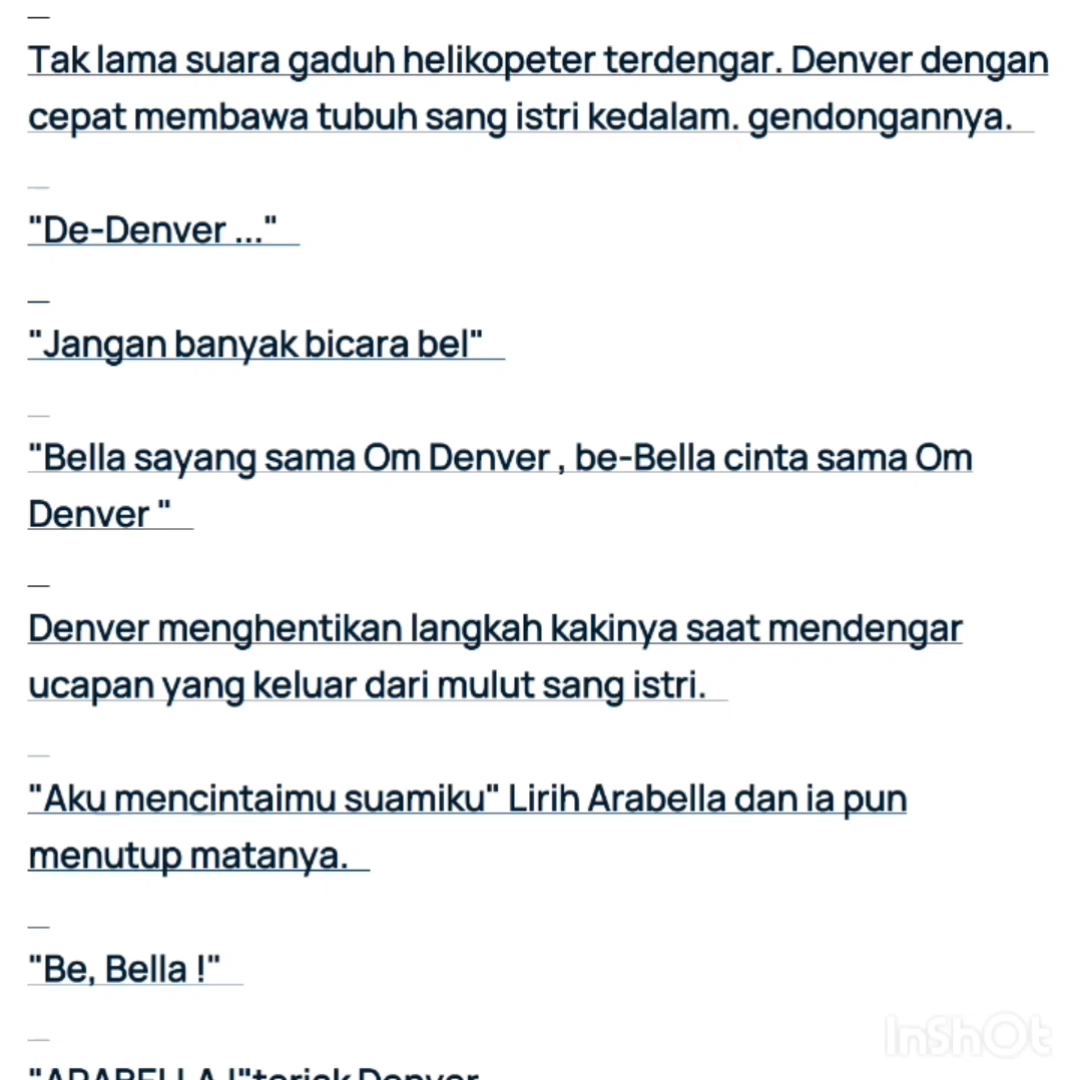 Tak lama suara gaduh helikopeter terdengar. Denver dengan
cepat membawa tubuh sang istri kedalam. gendongannya.
"De-Denver ..."
"Jangan banyak bicara bel"
"Bella sayang sama Om Denver , be-Bella cinta sama Om
Denver "
Denver menghentikan langkah kakinya saat mendengar
ucapan yang keluar dari mulut sang istri.
"Aku mencintaimu suamiku" Lirih Arabella dan ia pun
menutup matanya.
"Be, Bella !"
"ARABELLA !"teriak Denver
InShOt